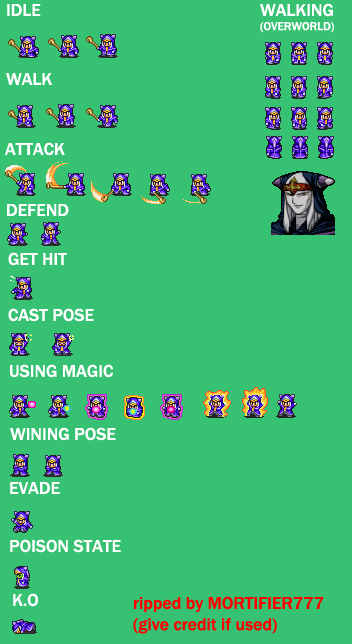 IDLE
WALKING
(OVERWORLD)
WALK
ATTACK
DEFEND
GET HIT
CAST POSE
USING MAGIC
WINING POSE
EVADE
POISON STATE
K.O
ripped by MORTIFIER777
(give credit if used)